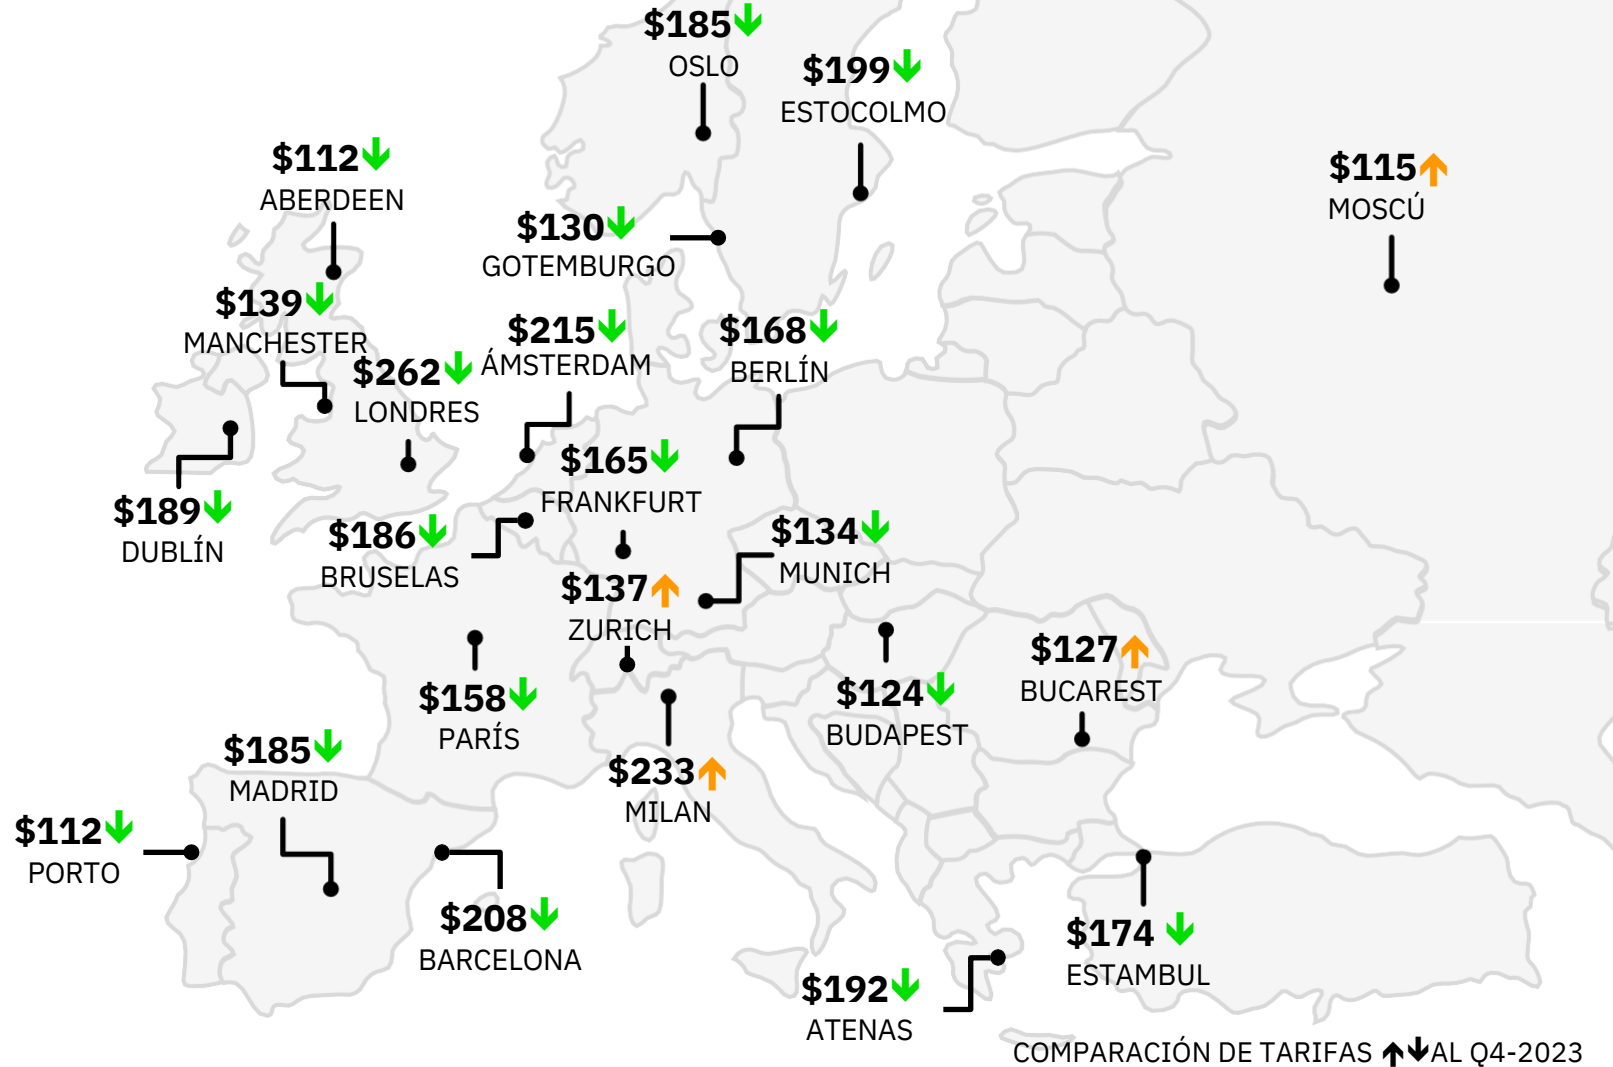 $185
OSLO
$199
ESTOCOLMO
$112
ABERDEEN
$115
MOSCÚ
$130
GOTEMBURGO
$139
MANCHESTER
$215
ÁMSTERDAM
$168
BERLÍN
$262
LONDRES
$165
FRANKFURT
$189
DUBLÍN
$186
BRUSELAS
$134
MUNICH
$137
ZURICH
$127
BUCAREST
$158
PARÍS
$124
BUDAPEST
$185
MADRID
$233
MILAN
$112
PORTO
$208
BARCELONA
$174
ESTAMBUL
$192
ATENAS
COMPARACIÓN DE TARIFAS ↑↓AL Q4-2023